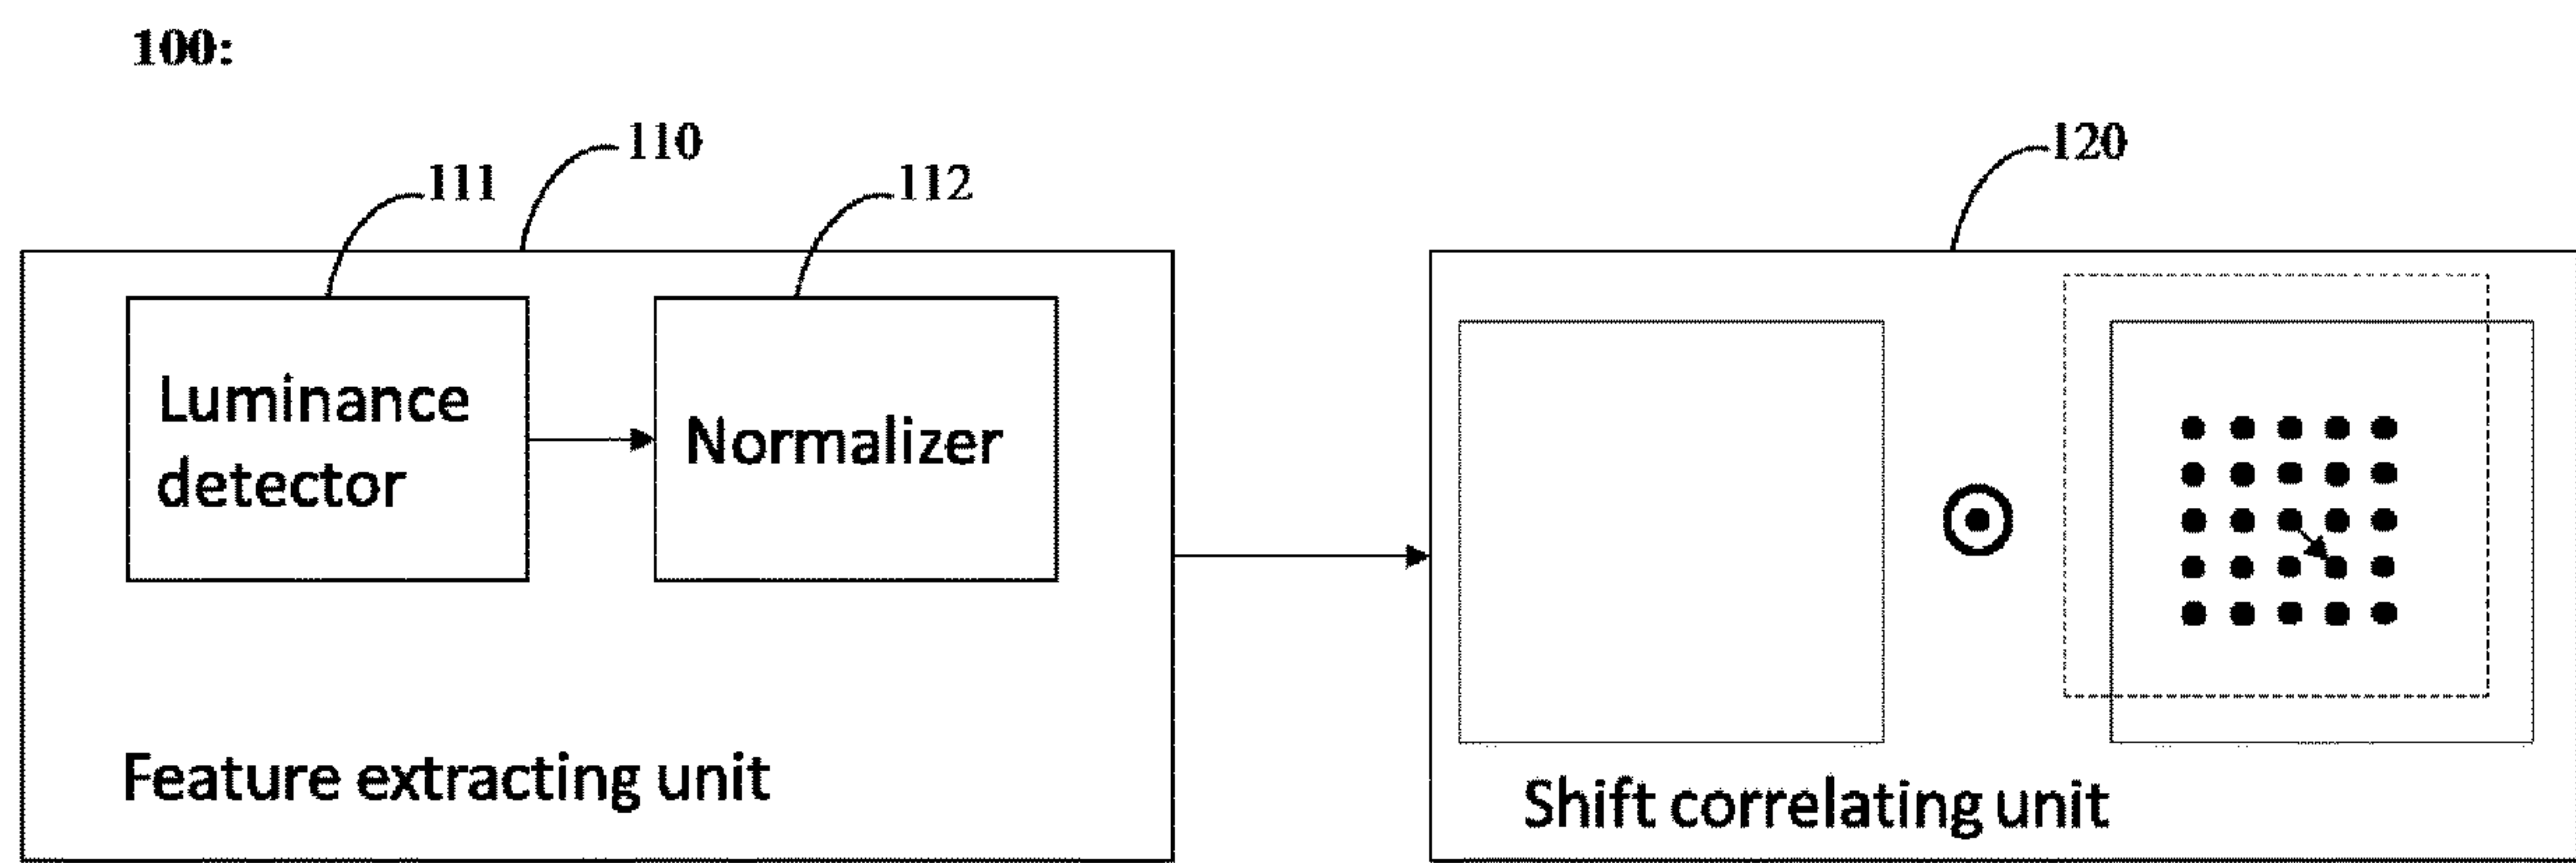 100:
110
120
111
112
Luminance
detector
Normalizer
Feature extracting unit
Shift correlating unit